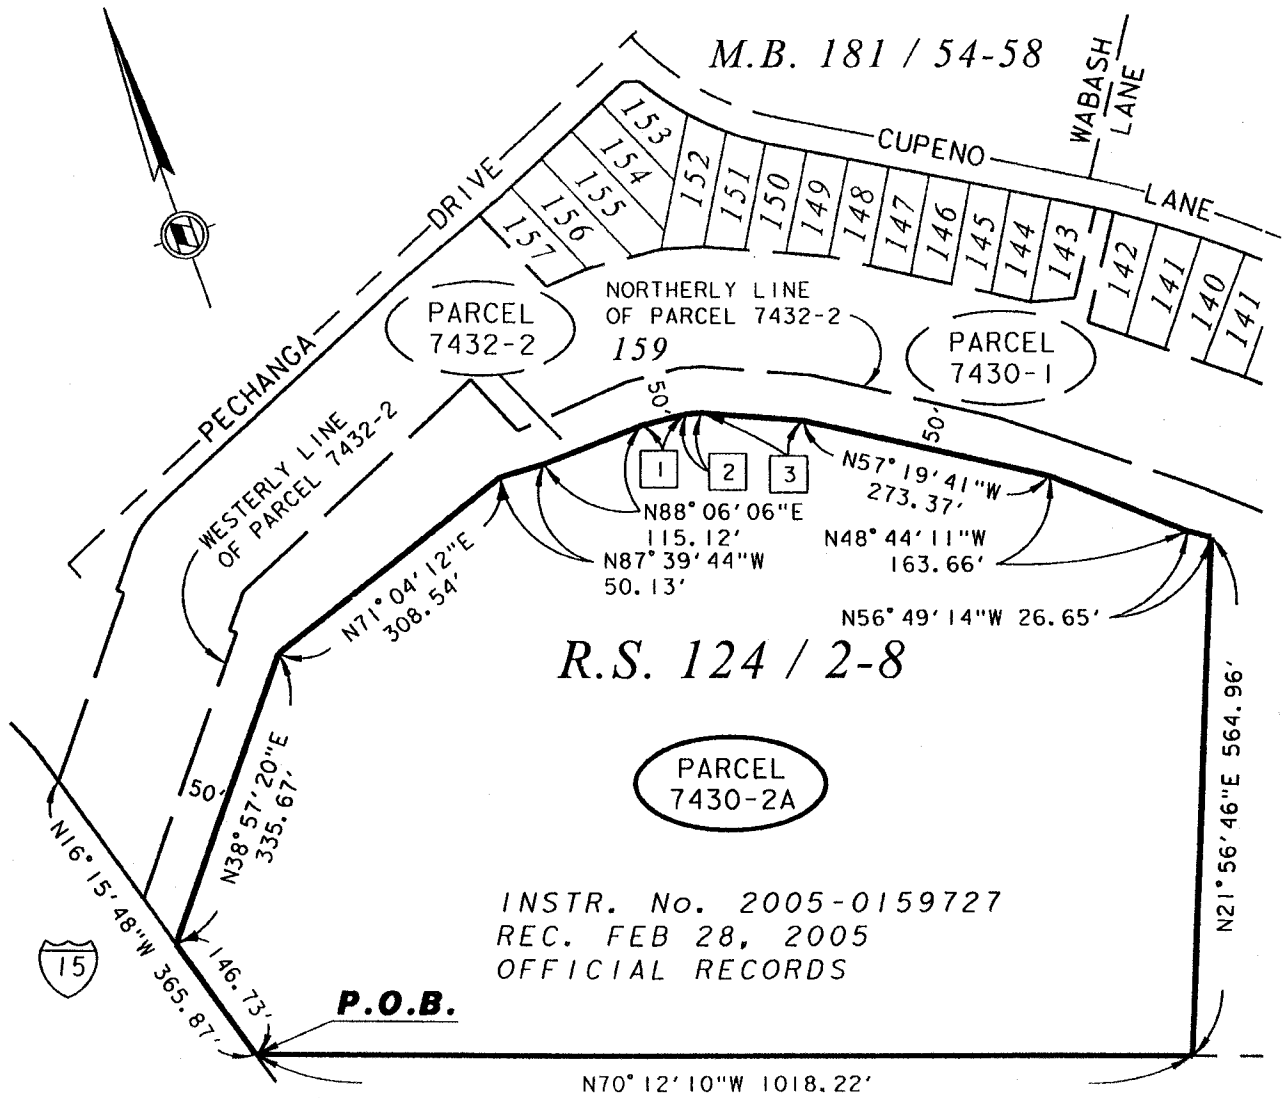 M.B. 181 / 54-58
WABASH
LANE
CUPENO
LANE
PECHANGA
DRIVE
153
154
155
156
157
152
151
150
149
148
147
146
145
144
143
142
141
140
141
PARCEL
7432-2
NORTHERLY LINE
OF PARCEL 7432-2
159
PARCEL
7430-1
WESTERLY LINE
OF PARCEL 7432-2
50'
50'
1
2
3
N57°19'41"W
273.37'
N88°06'06"E
115.12'
N48°44'11"W
163.66'
N87°39'44"W
50.13'
N71°04'12"E
308.54'
N56°49'14"W 26.65'
R.S. 124 / 2-8
PARCEL
7430-2A
N21°56'46"E 564.96'
50'
N38°57'20"E
335.67'
N16°15'48"W 365.87'
146.73'
15
INSTR. No. 2005-0159727
REC. FEB 28, 2005
OFFICIAL RECORDS
P.O.B.
N70°12'10"W 1018.22'